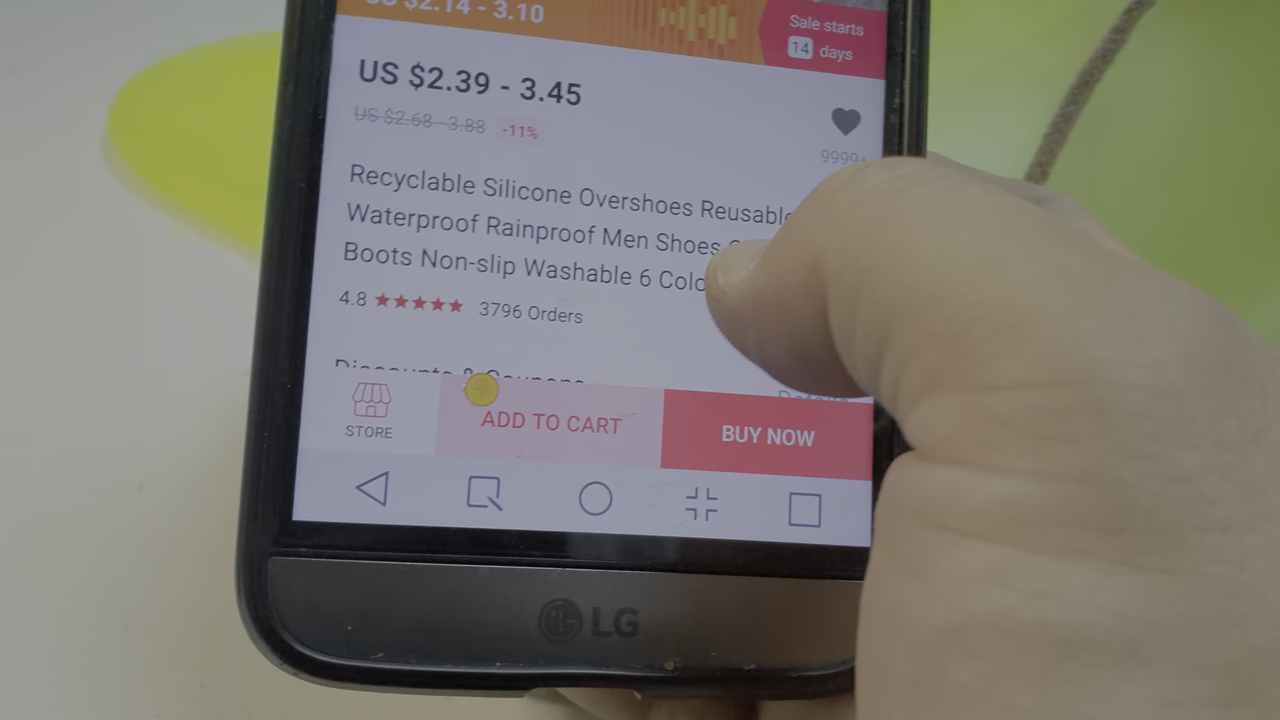 US $2.14 - 3.10
Sale starts
14 days
US $2.39 - 3.45
US $2.68 - 3.88 -11%
9999+
Recyclable Silicone Overshoes Reusable
Waterproof Rainproof Men Shoes
Boots Non-slip Washable 6
4.8 3796 Orders
Discounts & Coupons
STORE
ADD TO CART
BUY NOW
LG